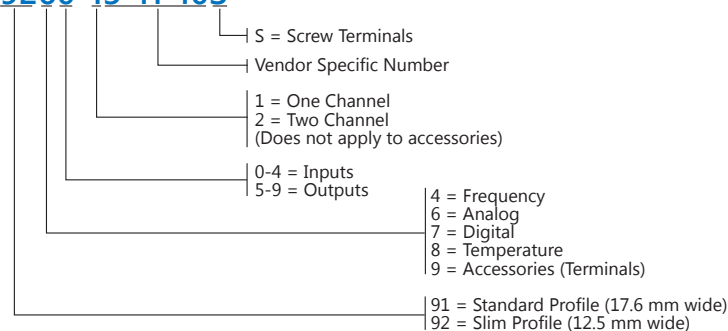 S = Screw Terminals
Vendor Specific Number
1 = One Channel
2 = Two Channel
(Does not apply to accessories)
0-4 = Inputs
5-9 = Outputs
4 = Frequency
6 = Analog
7 = Digital
8 = Temperature
9 = Accessories (Terminals)
91 = Standard Profile (17.6 mm wide)
92 = Slim Profile (12.5 mm wide)